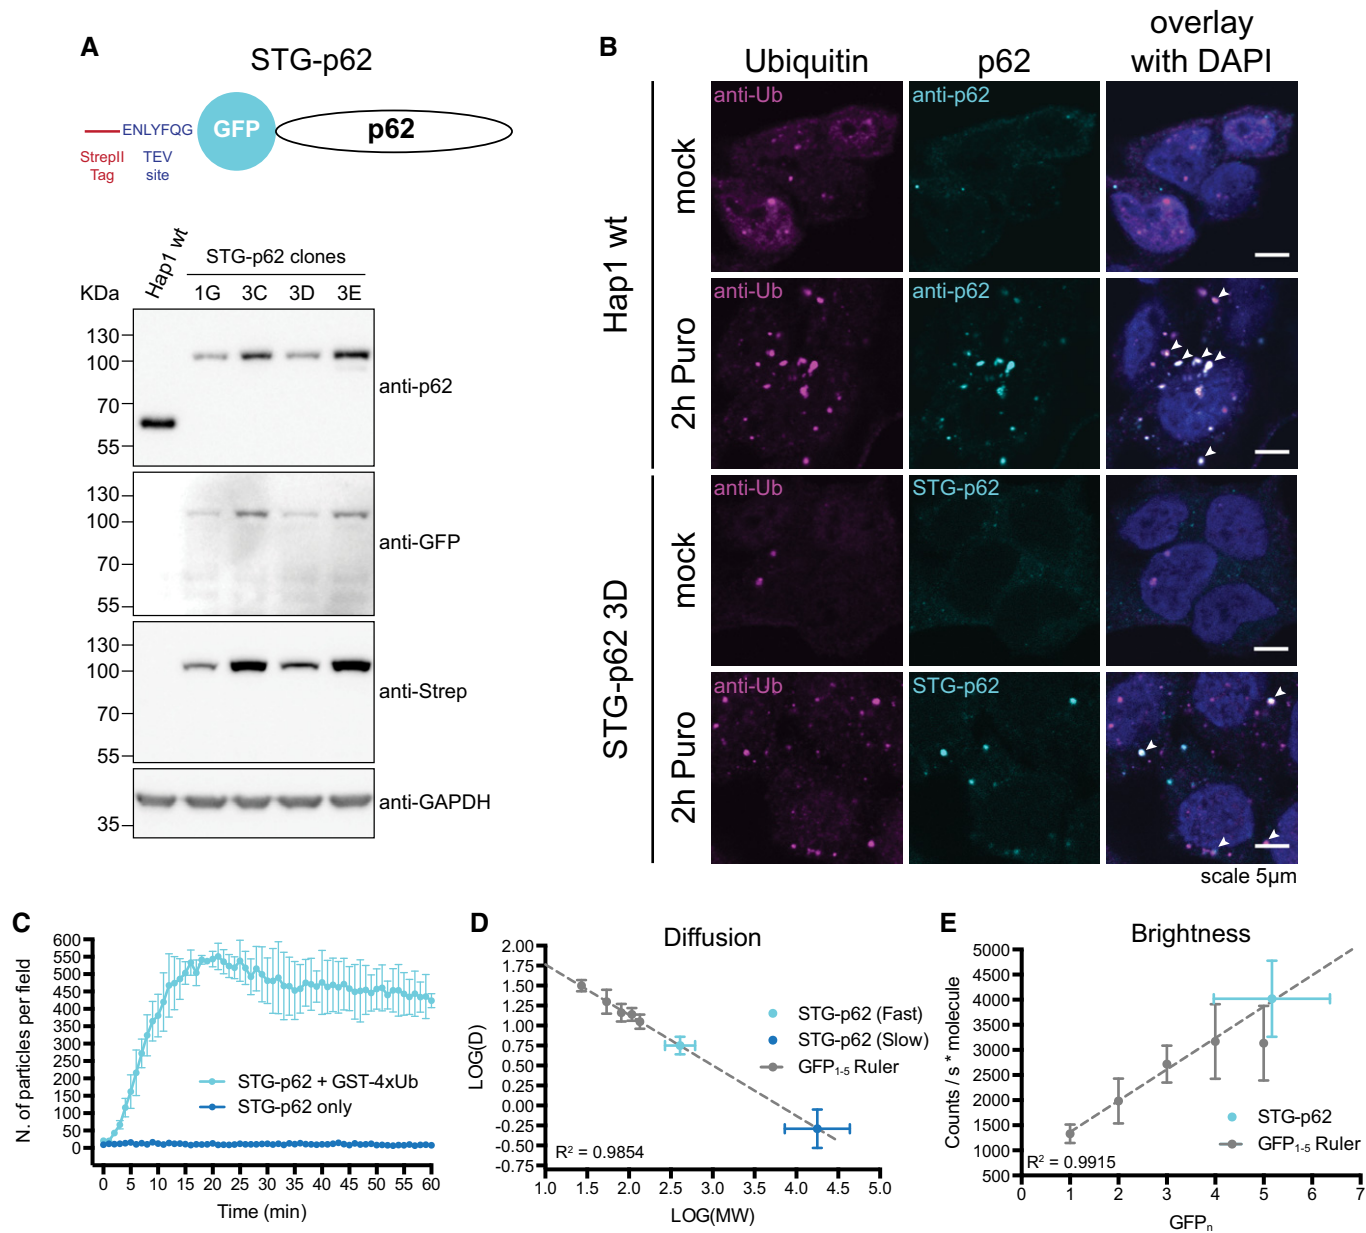 A
STG-p62
ENLYFQG
GFP
p62
StrepII
Tag
TEV
site
Hap1 wt
STG-p62 clones
KDa
1G 3C 3D 3E
130
100
70
55
anti-p62
130
100
70
55
anti-GFP
130
100
70
55
anti-Strep
35
anti-GAPDH
B
Ubiquitin
p62
overlay
with DAPI
Hap1 wt
mock
anti-Ub
anti-p62
2h Puro
anti-Ub
anti-p62
STG-p62 3D
mock
anti-Ub
STG-p62
2h Puro
anti-Ub
STG-p62
scale 5µm
C
N. of particles per field
600
550
500
450
400
350
300
250
200
150
100
50
0
STG-p62 + GST-4xUb
STG-p62 only
0 5 10 15 20 25 30 35 40 45 50 55 60
Time (min)
D
Diffusion
LOG(D)
2.00
1.75
1.50
1.25
1.00
0.75
0.50
0.25
0.00
-0.25
-0.50
-0.75
STG-p62 (Fast)
STG-p62 (Slow)
GFP₁₋₅ Ruler
R² = 0.9854
1.0 1.5 2.0 2.5 3.0 3.5 4.0 4.5 5.0
LOG(MW)
E
Brightness
Counts / s * molecule
5000
4500
4000
3500
3000
2500
2000
1500
1000
500
STG-p62
GFP₁₋₅ Ruler
R² = 0.9915
0 1 2 3 4 5 6 7
GFPₙ